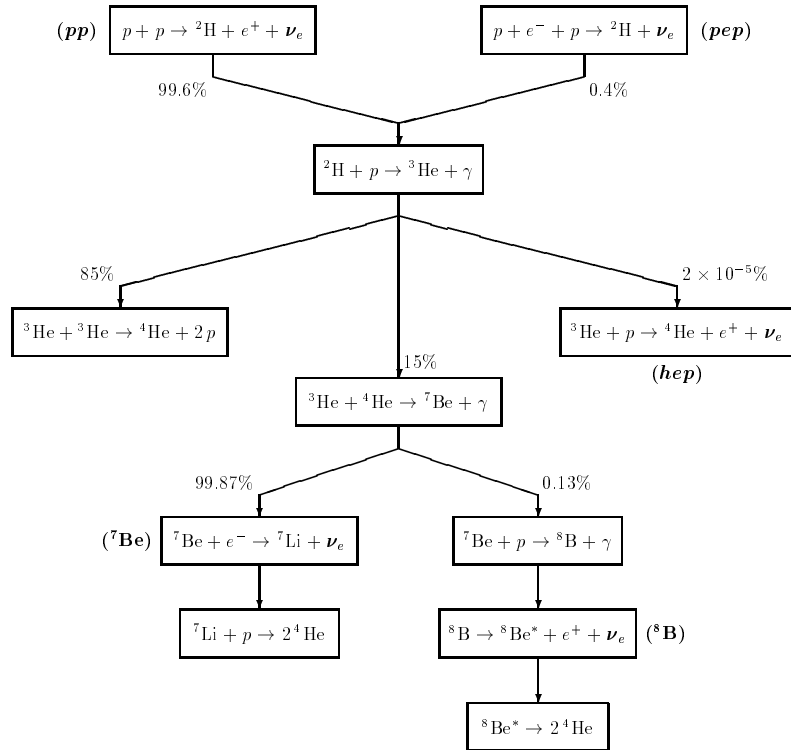 (pp) p + p → ²H + e⁺ + νₑ
p + e⁻ + p → ²H + νₑ (pep)
99.6% 0.4%
²H + p → ³He + γ
85% 2 × 10⁻⁵%
³He + ³He → ⁴He + 2 p
³He + p → ⁴He + e⁺ + νₑ
15%
(hep)
³He + ⁴He → ⁷Be + γ
99.87% 0.13%
(⁷Be) ⁷Be + e⁻ → ⁷Li + νₑ
⁷Be + p → ⁸B + γ
⁷Li + p → 2 ⁴He
⁸B → ⁸Be* + e⁺ + νₑ (⁸B)
⁸Be* → 2 ⁴He